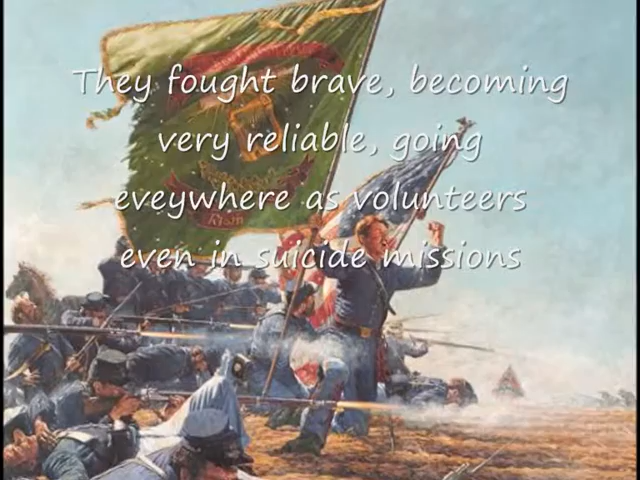 They fought brave, becoming
very reliable, going
eveywhere as volunteers
even in suicide missions